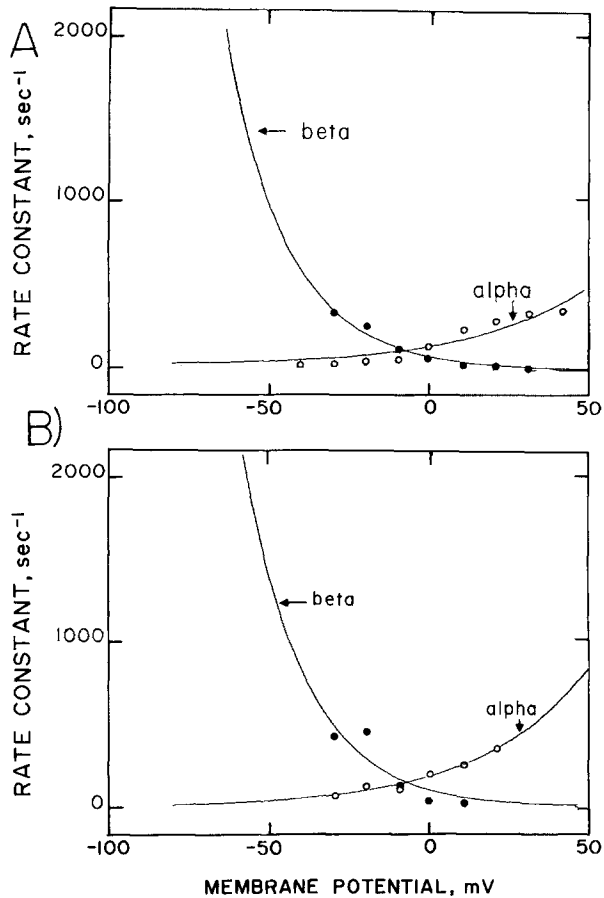 A
2000
1000
0
RATE CONSTANT, sec⁻¹
beta
alpha
-100
-50
0
50
B)
2000
1000
0
RATE CONSTANT, sec⁻¹
beta
alpha
-100
-50
0
50
MEMBRANE POTENTIAL, mV